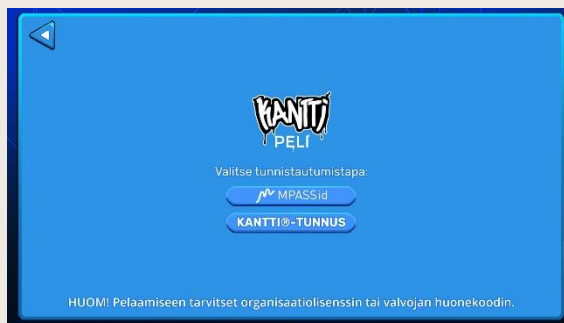 KANTTI
PELI
Valitse tunnistautumistapa:
MPASSid
KANTTI®-TUNNUS
HUOM! Pelaamiseen tarvitset organisaatiolisenssin tai valvojan huonekoodin.